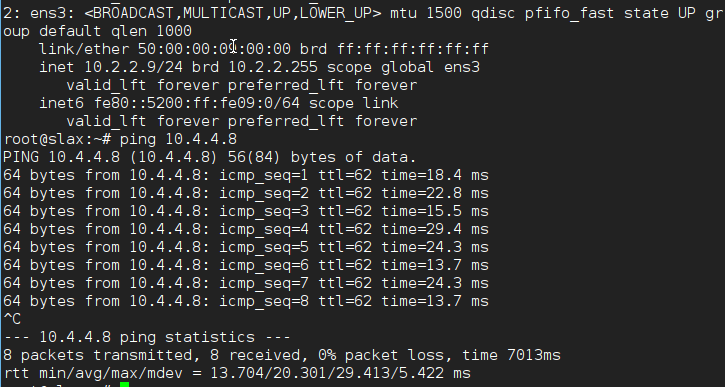 2: ens3: <BROADCAST,MULTICAST,UP,LOWER_UP> mtu 1500 qdisc pfifo_fast state UP gr
oup default qlen 1000
    link/ether 50:00:00:09:00:00 brd ff:ff:ff:ff:ff:ff
    inet 10.2.2.9/24 brd 10.2.2.255 scope global ens3
       valid_lft forever preferred_lft forever
    inet6 fe80::5200:ff:fe09:0/64 scope link
       valid_lft forever preferred_lft forever
root@slax:~# ping 10.4.4.8
PING 10.4.4.8 (10.4.4.8) 56(84) bytes of data.
64 bytes from 10.4.4.8: icmp_seq=1 ttl=62 time=18.4 ms
64 bytes from 10.4.4.8: icmp_seq=2 ttl=62 time=22.8 ms
64 bytes from 10.4.4.8: icmp_seq=3 ttl=62 time=15.5 ms
64 bytes from 10.4.4.8: icmp_seq=4 ttl=62 time=29.4 ms
64 bytes from 10.4.4.8: icmp_seq=5 ttl=62 time=24.3 ms
64 bytes from 10.4.4.8: icmp_seq=6 ttl=62 time=13.7 ms
64 bytes from 10.4.4.8: icmp_seq=7 ttl=62 time=24.3 ms
64 bytes from 10.4.4.8: icmp_seq=8 ttl=62 time=13.7 ms
^C
--- 10.4.4.8 ping statistics ---
8 packets transmitted, 8 received, 0% packet loss, time 7013ms
rtt min/avg/max/mdev = 13.704/20.301/29.413/5.422 ms